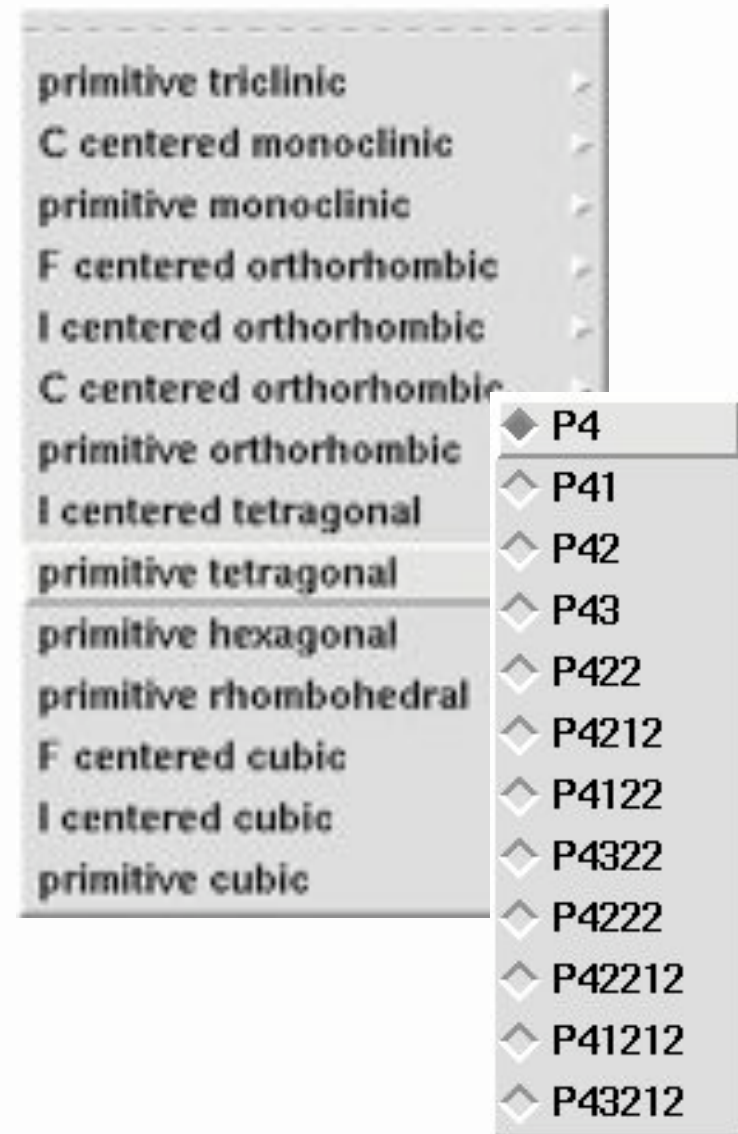 primitive triclinic
C centered monoclinic
primitive monoclinic
F centered orthorhombic
I centered orthorhombic
C centered orthorhombic
primitive orthorhombic
I centered tetragonal
primitive tetragonal
primitive hexagonal
primitive rhombohedral
F centered cubic
I centered cubic
primitive cubic
P4
P41
P42
P43
P422
P4212
P4122
P4322
P4222
P42212
P41212
P43212